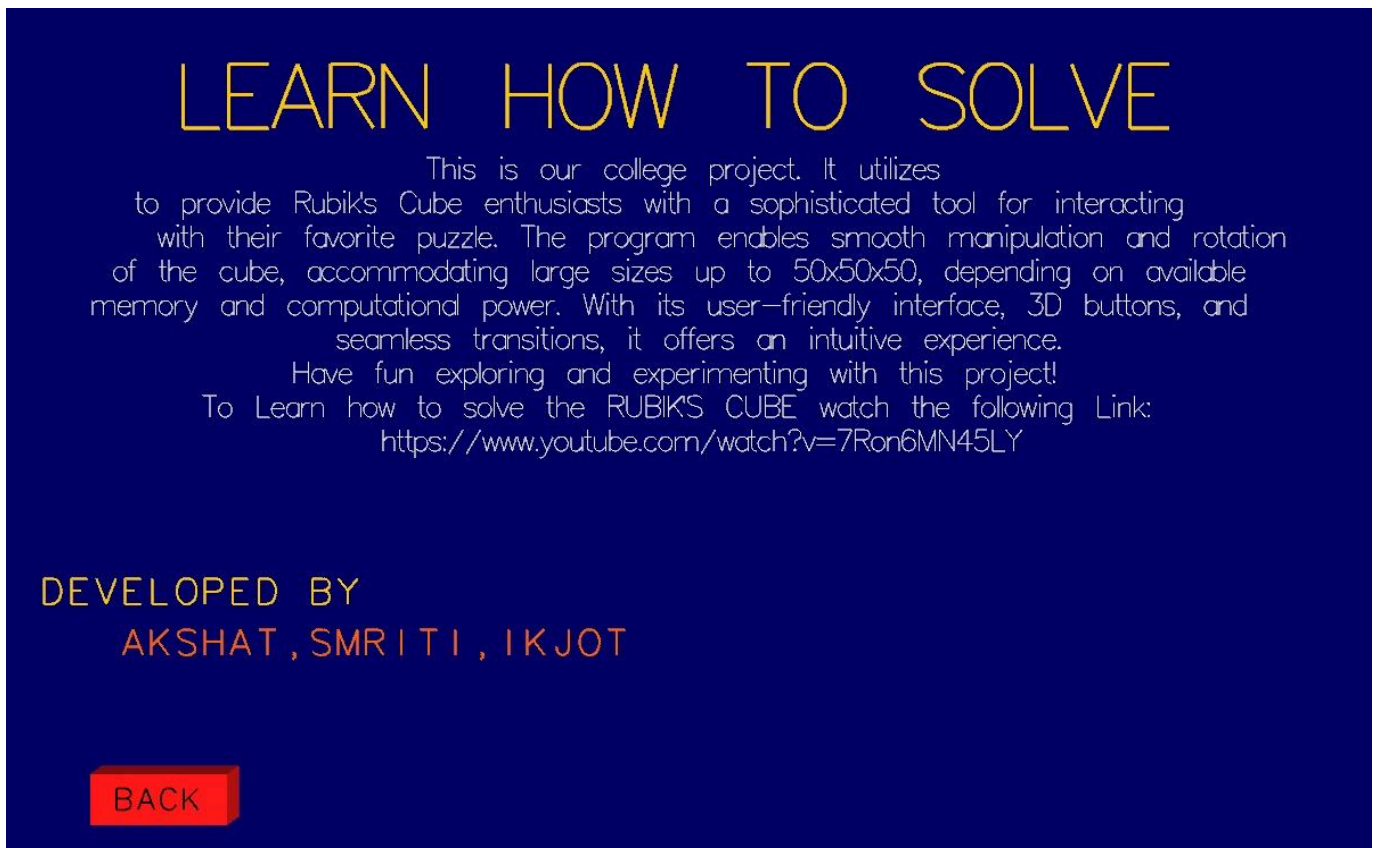 LEARN HOW TO SOLVE
This is our college project. It utilizes
to provide Rubik's Cube enthusiasts with a sophisticated tool for interacting
with their favorite puzzle. The program enables smooth manipulation and rotation
of the cube, accommodating large sizes up to 50x50x50, depending on available
memory and computational power. With its user-friendly interface, 3D buttons, and
seamless transitions, it offers an intuitive experience.
Have fun exploring and experimenting with this project!
To Learn how to solve the RUBIK'S CUBE watch the following Link:
https://www.youtube.com/watch?v=7Ron6MN45LY
DEVELOPED BY
AKSHAT,SMRITI,IKJOT
BACK